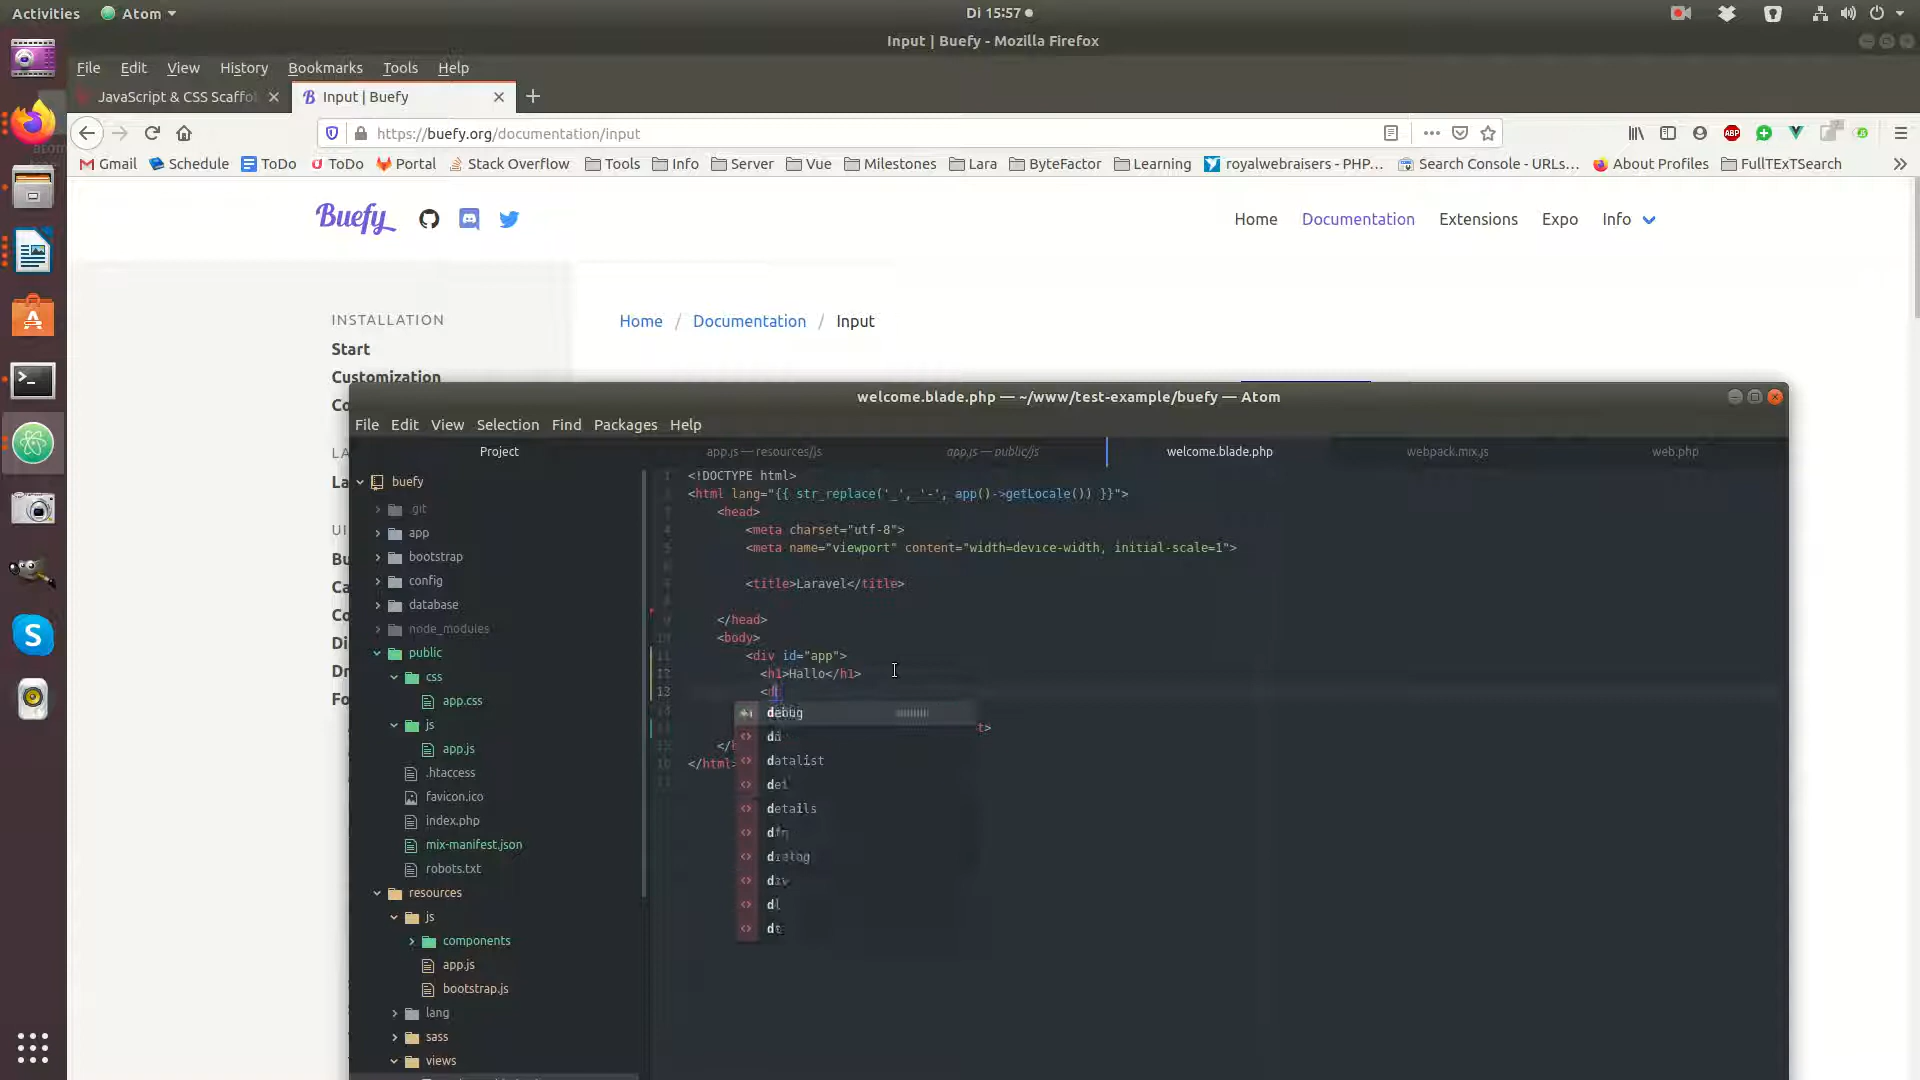 Activities Atom Di 15:57
Input | Buefy - Mozilla Firefox
File Edit View History Bookmarks Tools Help
JavaScript & CSS Scaffol Input | Buefy
https://buefy.org/documentation/input
Gmail Schedule ToDo ToDo Portal Stack Overflow Tools Info Server Vue Milestones Lara ByteFactor Learning royalwebraisers - PHP... Search Console - URLs... About Profiles FullTExTSearch
Buefy Home Documentation Extensions Expo Info
INSTALLATION
Home / Documentation / Input
Start
Customization
welcome.blade.php — ~/www/test-example/buefy — Atom
File Edit View Selection Find Packages Help
Project app.js — resources/js app.js — public/js welcome.blade.php webpack.mix.js web.php
buefy
.git
app
bootstrap
config
database
node_modules
public
css
app.css
js
app.js
.htaccess
favicon.ico
index.php
mix-manifest.json
robots.txt
resources
js
components
app.js
bootstrap.js
lang
sass
views
<!DOCTYPE html>
<html lang="{{ str_replace('_', '-', app()->getLocale()) }}">
<head>
<meta charset="utf-8">
<meta name="viewport" content="width=device-width, initial-scale=1">
<title>Laravel</title>
</head>
<body>
<div id="app">
<h1>Hallo</h1>
13
debug
datalist
del
details
dfn
dialog
div
dl
dt
</html>